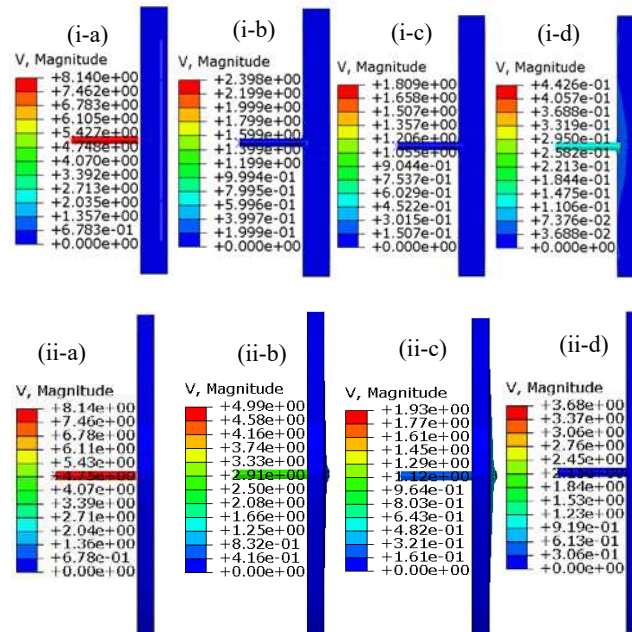 (i-a)
V, Magnitude
+8.140e+00
+7.462e+00
+6.783e+00
+6.105e+00
+5.427e+00
+4.748e+00
+4.070e+00
+3.392e+00
+2.713e+00
+2.035e+00
+1.357e+00
+6.783e-01
+0.000e+00
(i-b)
V, Magnitude
+2.398e+00
+2.199e+00
+1.999e+00
+1.799e+00
+1.599e+00
+1.399e+00
+1.199e+00
+9.994e-01
+7.995e-01
+5.996e-01
+3.997e-01
+1.999e-01
+0.000e+00
(i-c)
V, Magnitude
+1.809e+00
+1.658e+00
+1.507e+00
+1.357e+00
+1.206e+00
+1.055e+00
+9.044e-01
+7.537e-01
+6.029e-01
+4.522e-01
+3.015e-01
+1.507e-01
+0.000e+00
(i-d)
V, Magnitude
+4.426e-01
+4.057e-01
+3.688e-01
+3.319e-01
+2.950e-01
+2.582e-01
+2.213e-01
+1.844e-01
+1.475e-01
+1.106e-01
+7.376e-02
+3.688e-02
+0.000e+00
(ii-a)
V, Magnitude
+8.14e+00
+7.46e+00
+6.78e+00
+6.11e+00
+5.43e+00
+4.75e+00
+4.07e+00
+3.39e+00
+2.71e+00
+2.04e+00
+1.36e+00
+6.78e-01
+0.00e+00
(ii-b)
V, Magnitude
+4.99e+00
+4.58e+00
+4.16e+00
+3.74e+00
+3.33e+00
+2.91e+00
+2.50e+00
+2.08e+00
+1.66e+00
+1.25e+00
+8.32e-01
+4.16e-01
+0.00e+00
(ii-c)
V, Magnitude
+1.93e+00
+1.77e+00
+1.61e+00
+1.45e+00
+1.29e+00
+1.12e+00
+9.64e-01
+8.03e-01
+6.43e-01
+4.82e-01
+3.21e-01
+1.61e-01
+0.00e+00
(ii-d)
V, Magnitude
+3.68e+00
+3.37e+00
+3.06e+00
+2.76e+00
+2.45e+00
+1.84e+00
+1.53e+00
+1.23e+00
+9.19e-01
+6.13e-01
+3.06e-01
+0.00e+00